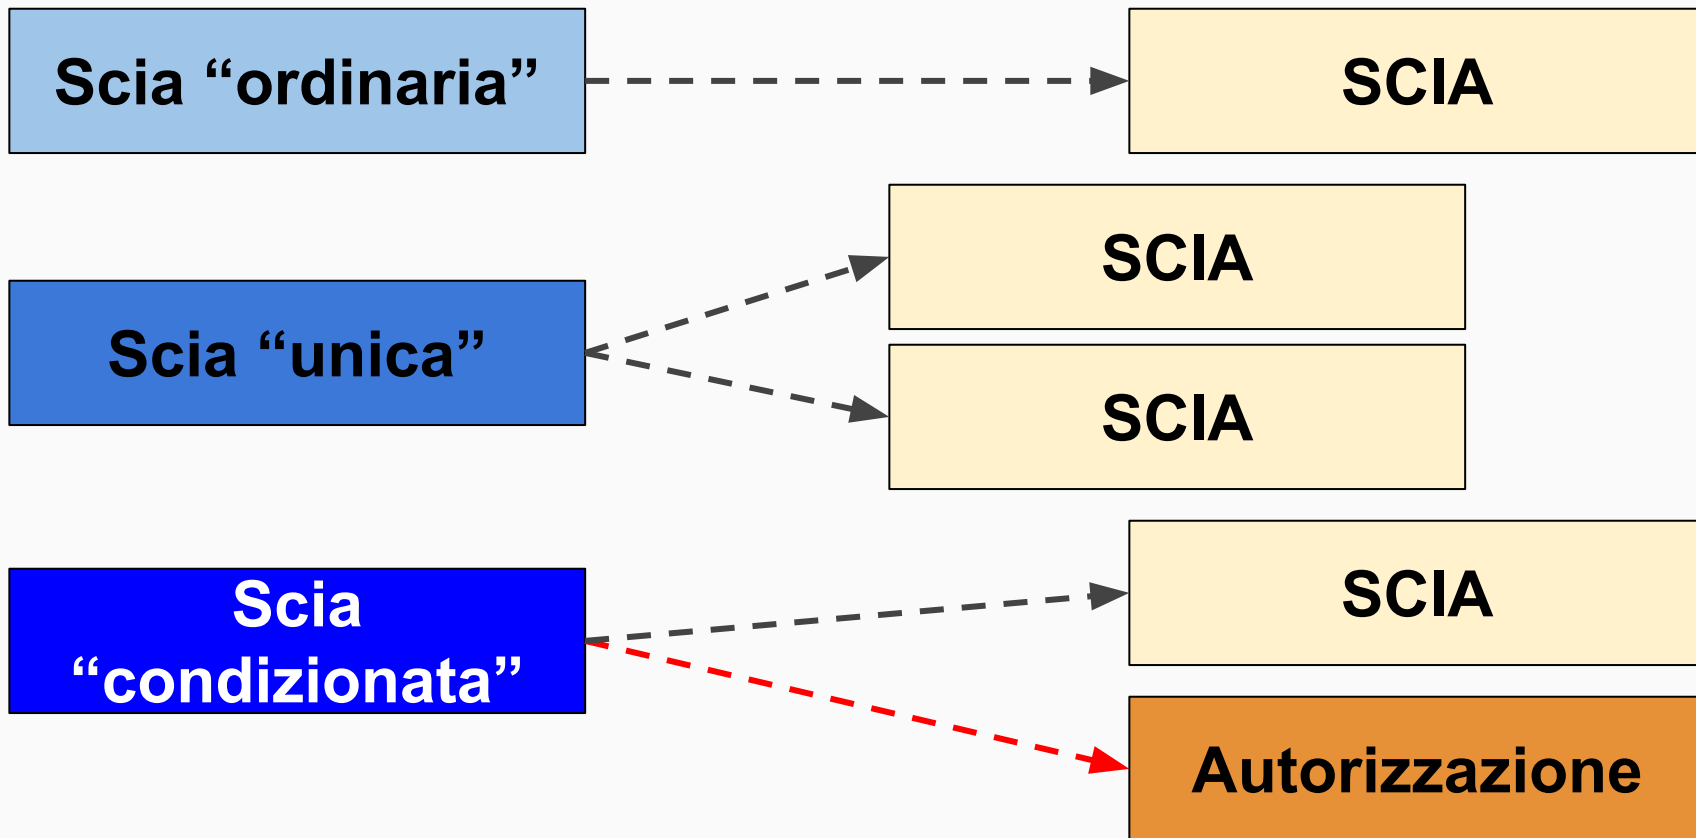 Scia “ordinaria”
SCIA
SCIA
Scia “unica”
SCIA
Scia
“condizionata”
SCIA
Autorizzazione